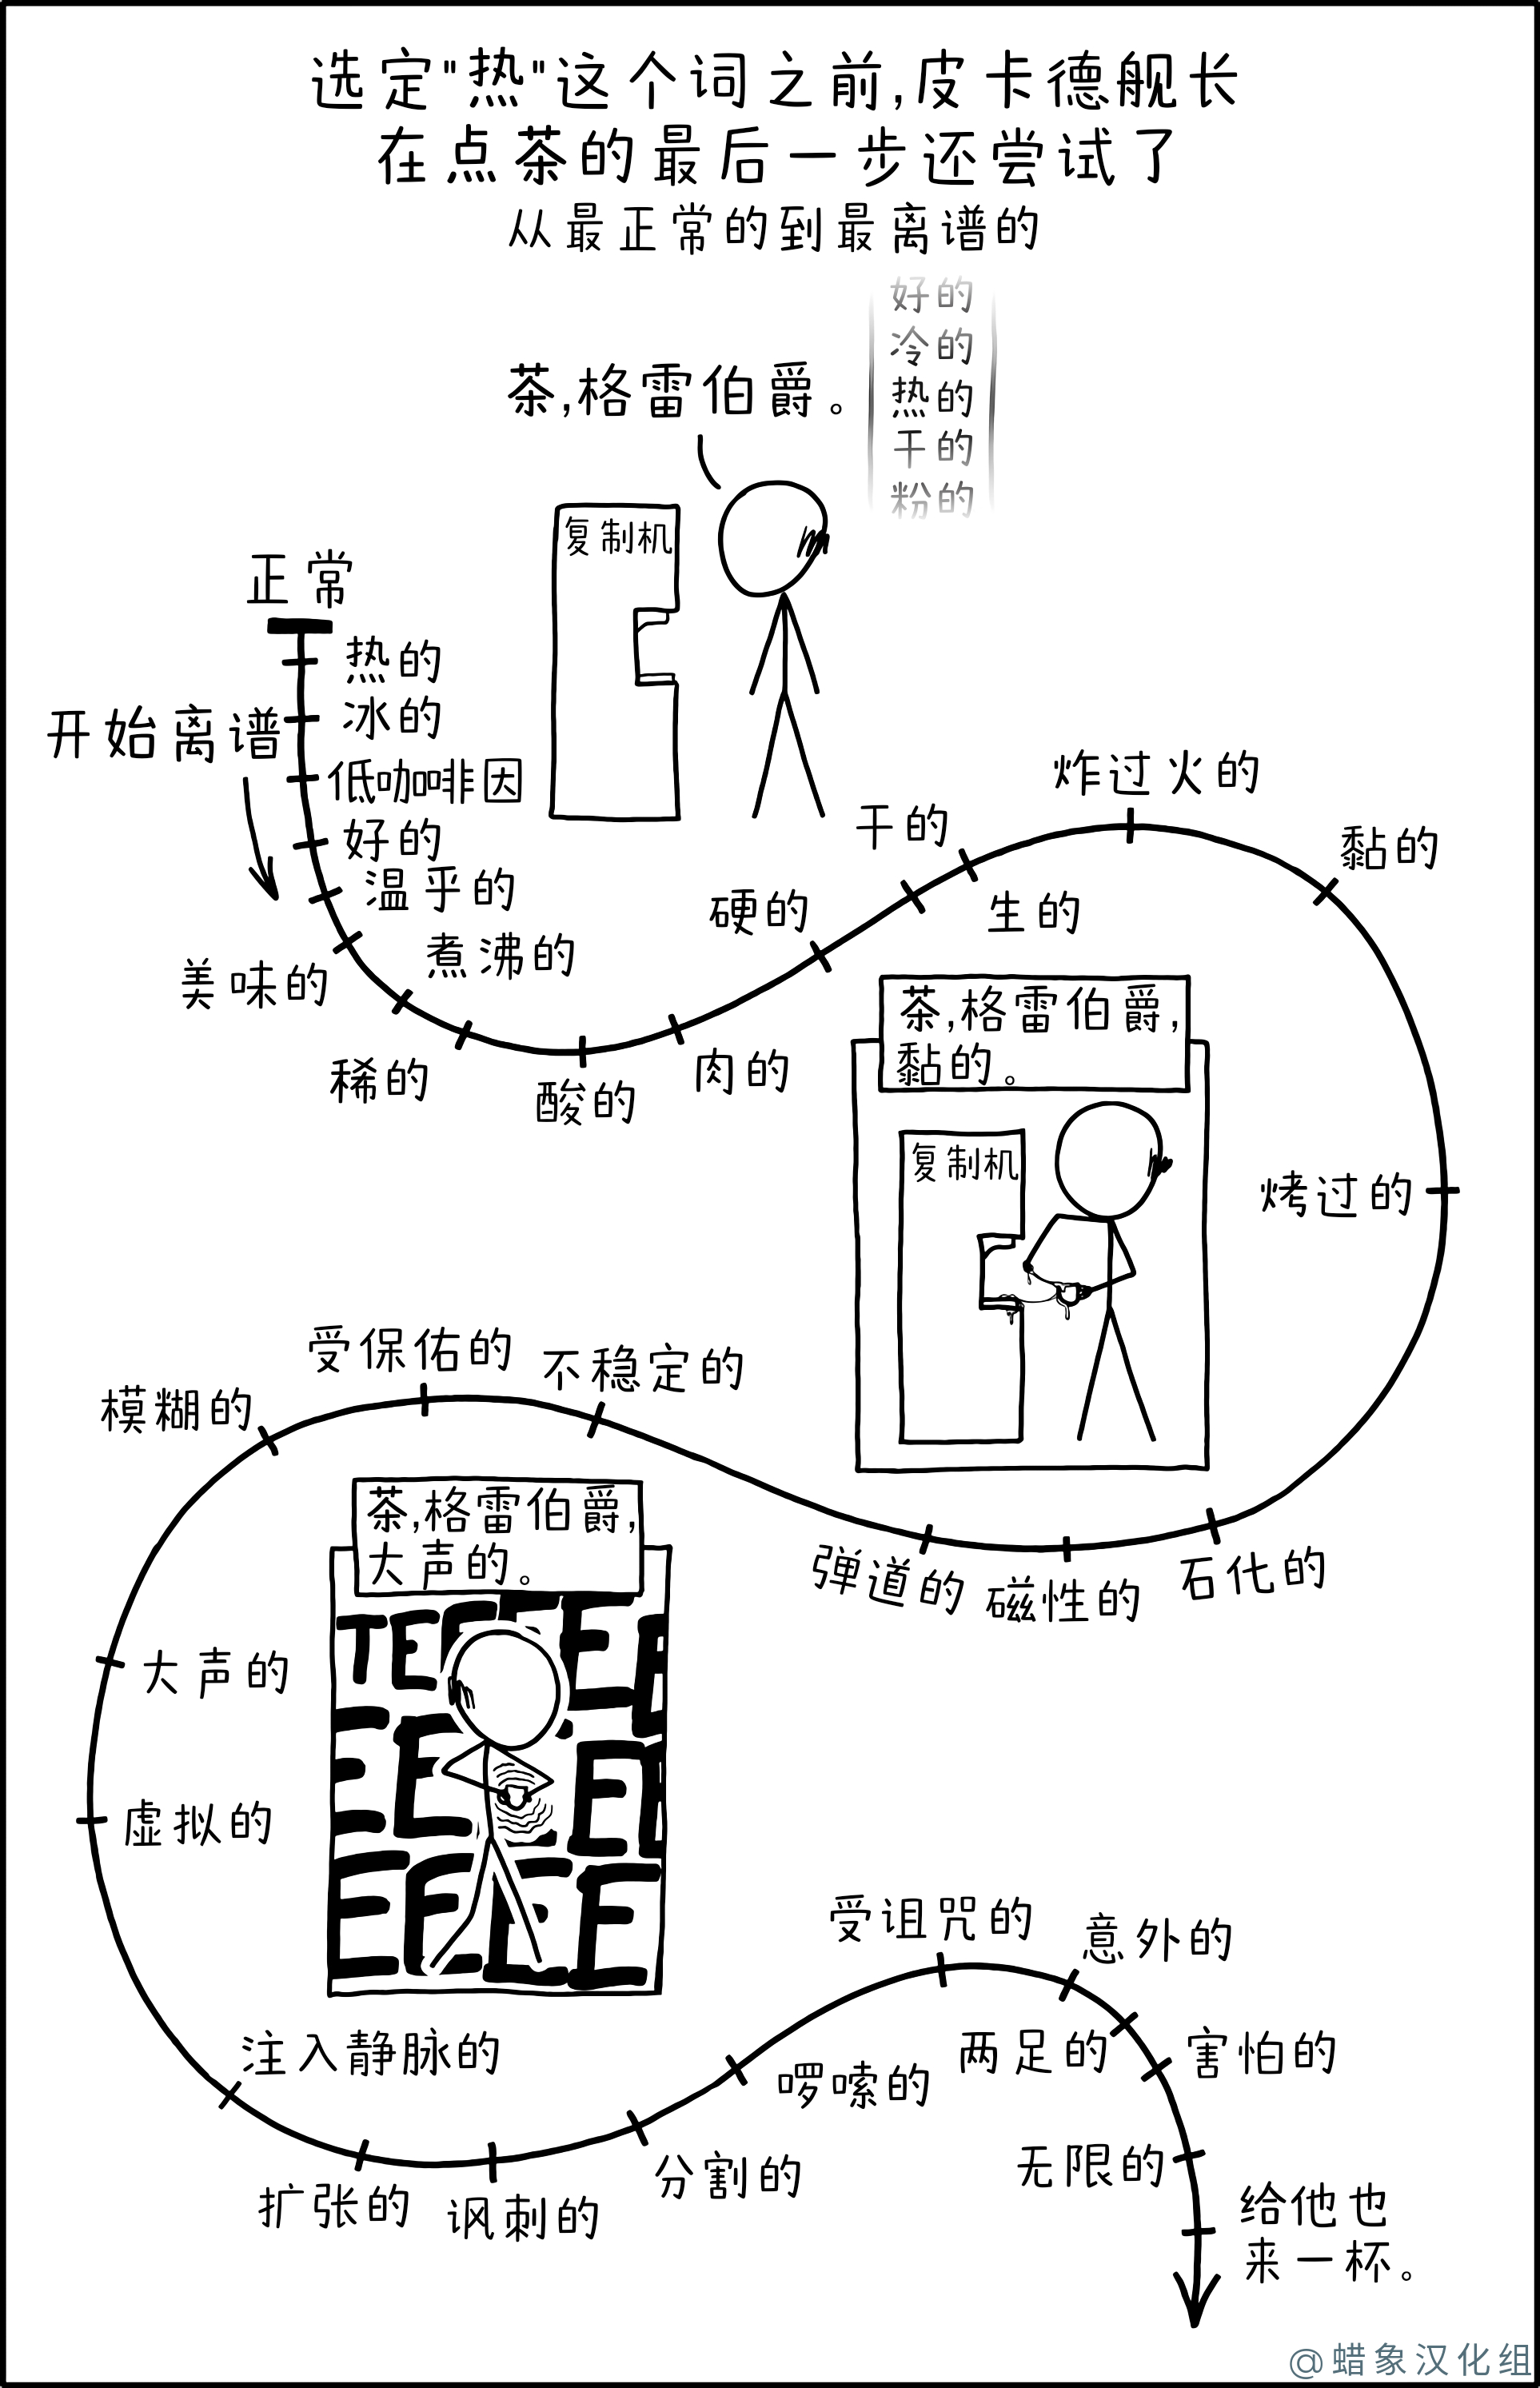 选定"热"这个词之前,皮卡德舰长
在点茶的最后一步还尝试了
从最正常的到最离谱的
好的
冷的
茶,格雷伯爵。
热的
干的
粉的
复制机
正常
热的
开始离谱
冰的
低咖啡因
好的
温乎的
美味的
煮沸的
稀的
酸的
肉的
硬的
干的
生的
炸过火的
黏的
茶,格雷伯爵,
黏的。
复制机
烤过的
石化的
磁性的
弹道的
不稳定的
受保佑的
模糊的
茶,格雷伯爵,
大声的。
TEEEEE
EEEE
EEEE
大声的
虚拟的
注入静脉的
扩张的
讽刺的
分割的
啰嗦的
受诅咒的
意外的
两足的
害怕的
无限的
给他也
来一杯。
@蜡象汉化组